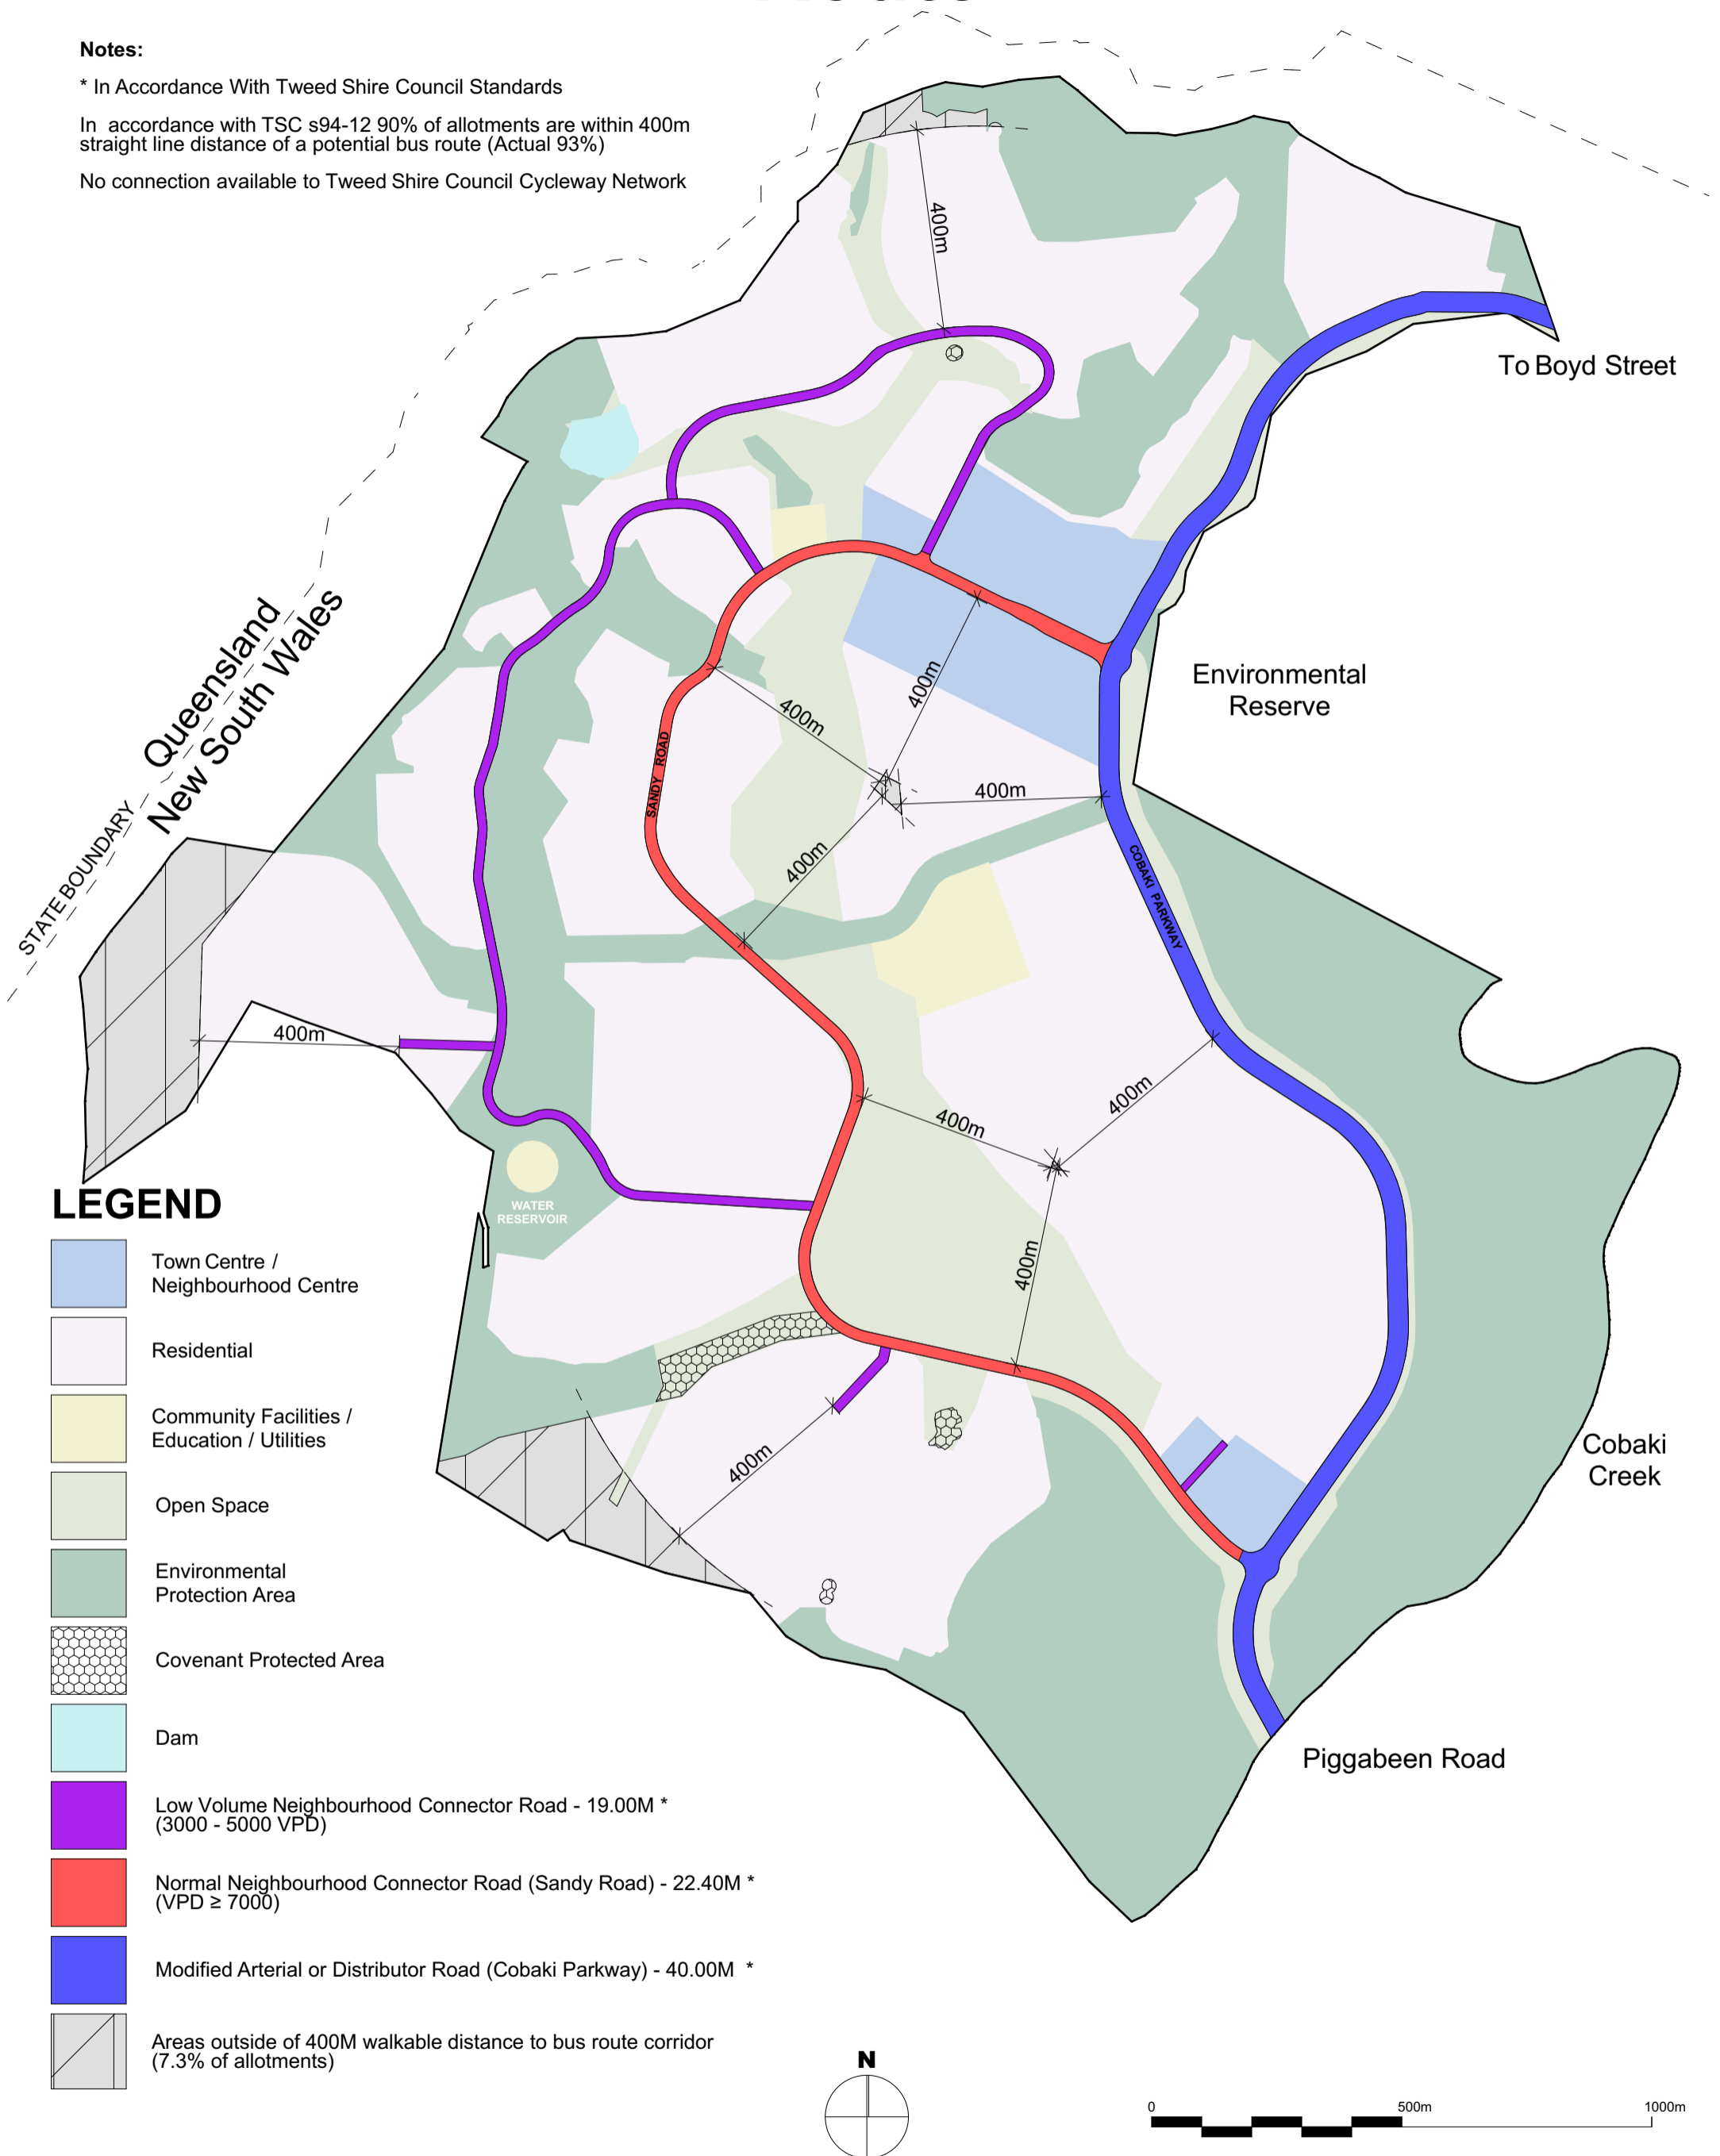 Notes:
* In Accordance With Tweed Shire Council Standards
In accordance with TSC s94-12 90% of allotments are within 400m
straight line distance of a potential bus route (Actual 93%)
No connection available to Tweed Shire Council Cycleway Network
400m
To Boyd Street
Queensland
New South Wales
STATE BOUNDARY
Environmental
Reserve
400m
400m
SANDY ROAD
400m
400m
COBAKI PARKWAY
400m
400m
400m
WATER
RESERVOIR
400m
400m
Cobaki
Creek
Piggabeen Road
LEGEND
Town Centre /
Neighbourhood Centre
Residential
Community Facilities /
Education / Utilities
Open Space
Environmental
Protection Area
Covenant Protected Area
Dam
Low Volume Neighbourhood Connector Road - 19.00M *
(3000 - 5000 VPD)
Normal Neighbourhood Connector Road (Sandy Road) - 22.40M *
(VPD ≥ 7000)
Modified Arterial or Distributor Road (Cobaki Parkway) - 40.00M *
Areas outside of 400M walkable distance to bus route corridor
(7.3% of allotments)
N
0 500m 1000m